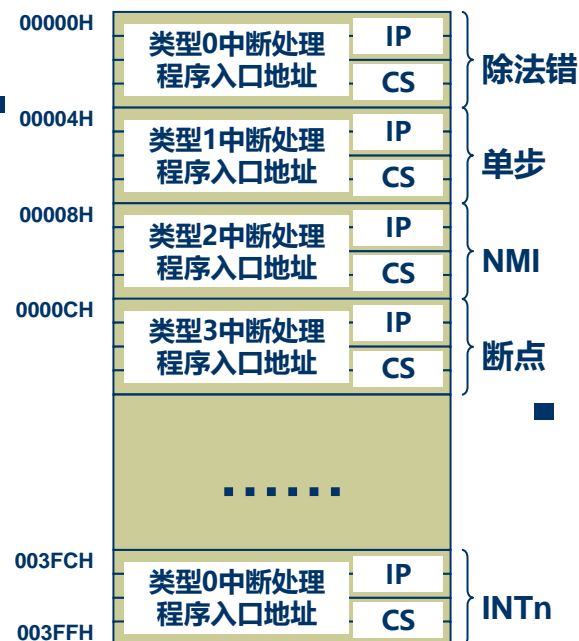 00000H
类型0中断处理
程序入口地址
IP
CS
除法错
00004H
类型1中断处理
程序入口地址
IP
CS
单步
00008H
类型2中断处理
程序入口地址
IP
CS
NMI
0000CH
类型3中断处理
程序入口地址
IP
CS
断点
......
003FCH
类型0中断处理
程序入口地址
IP
CS
INTn
003FFH